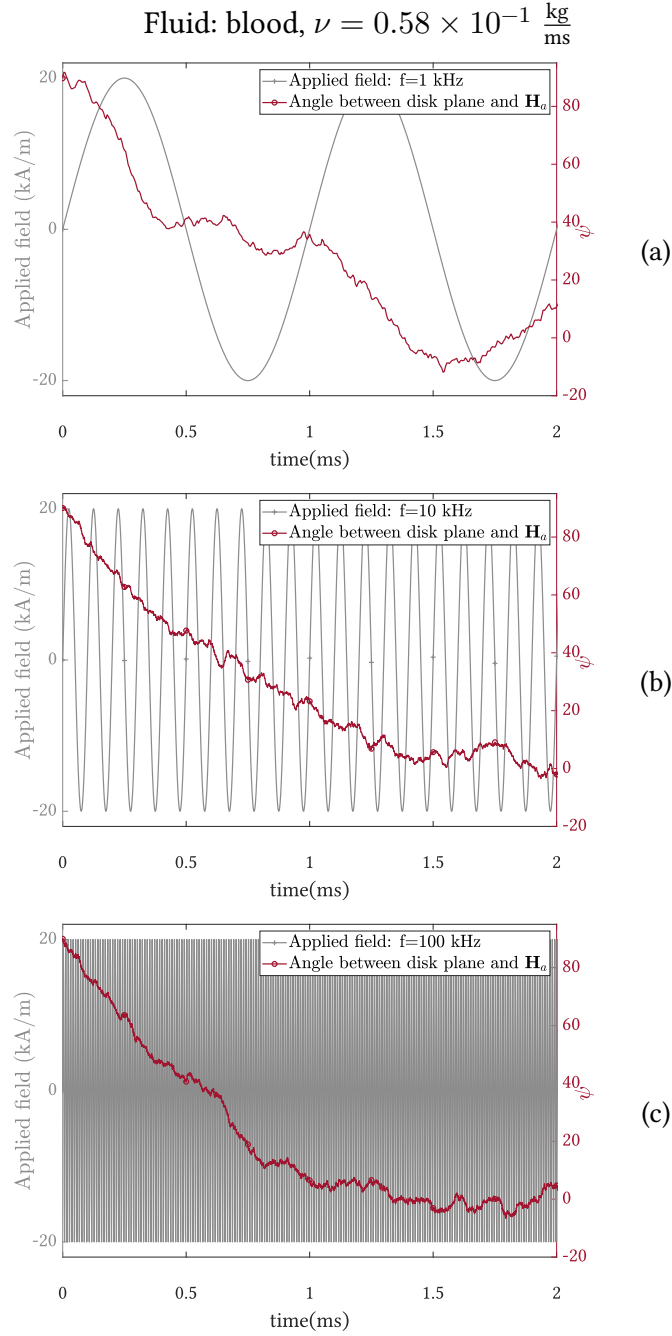 Fluid: blood, ν = 0.58 × 10⁻¹ kg/ms
Applied field: f=1 kHz
Angle between disk plane and Hₐ
Applied field (kA/m)
20
0
-20
80
60
40
20
0
-20
ψ
(a)
0 0.5 1 1.5 2
time(ms)
Applied field: f=10 kHz
Angle between disk plane and Hₐ
Applied field (kA/m)
20
0
-20
80
60
40
20
0
-20
ψ
(b)
0 0.5 1 1.5 2
time(ms)
Applied field: f=100 kHz
Angle between disk plane and Hₐ
Applied field (kA/m)
20
0
-20
80
60
40
20
0
-20
ψ
(c)
0 0.5 1 1.5 2
time(ms)